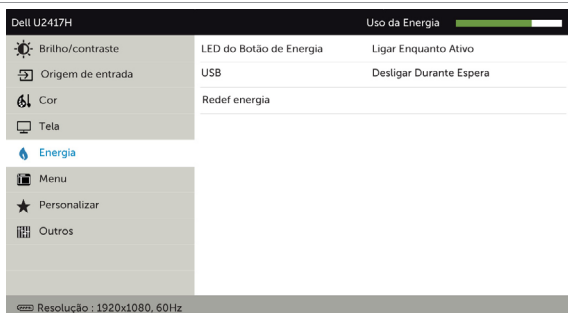 Dell U2417H Uso da Energia
Brilho/contraste LED do Botão de Energia Ligar Enquanto Ativo
Origem de entrada USB Desligar Durante Espera
Cor Redef energia
Tela
Energia
Menu
Personalizar
Outros
Resolução : 1920x1080, 60Hz